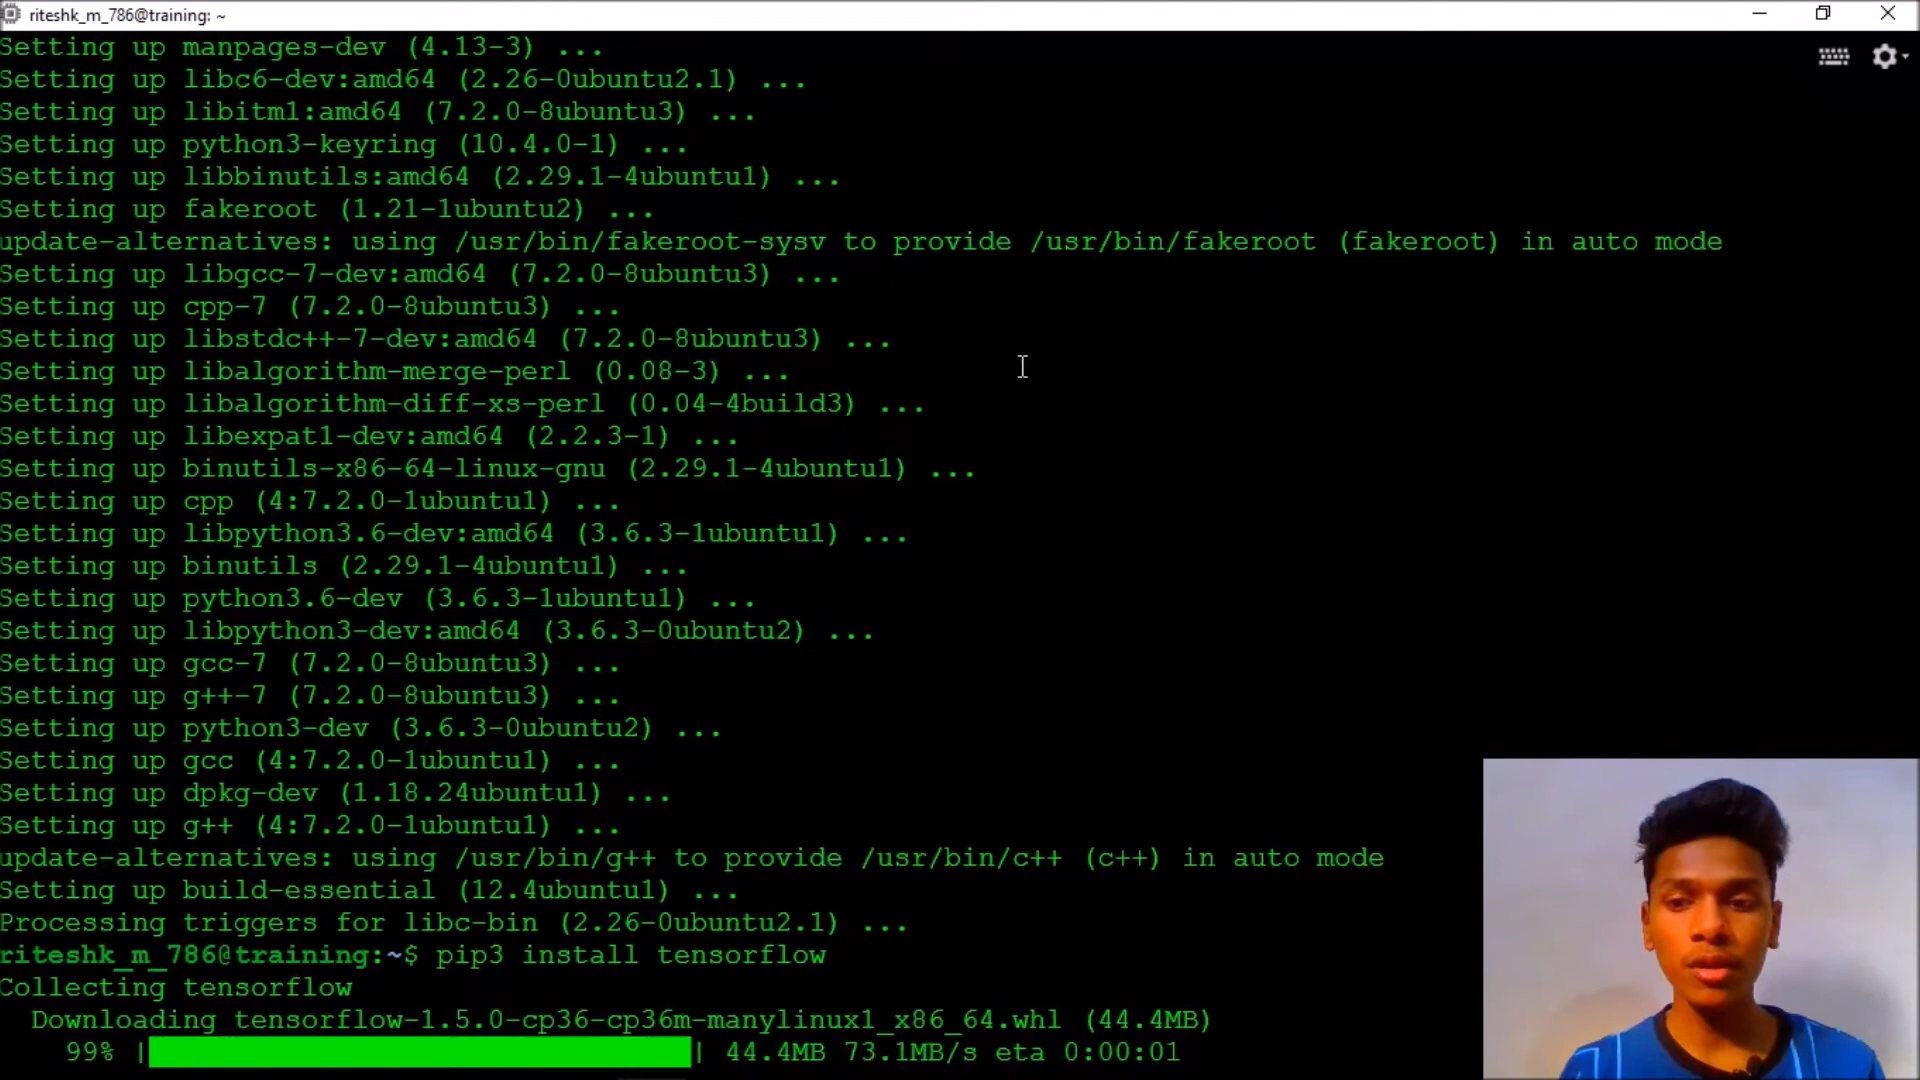 riteshk_m_786@training: ~
Setting up manpages-dev (4.13-3) ...
Setting up libc6-dev:amd64 (2.26-0ubuntu2.1) ...
Setting up libitm1:amd64 (7.2.0-8ubuntu3) ...
Setting up python3-keyring (10.4.0-1) ...
Setting up libbinutils:amd64 (2.29.1-4ubuntu1) ...
Setting up fakeroot (1.21-1ubuntu2) ...
update-alternatives: using /usr/bin/fakeroot-sysv to provide /usr/bin/fakeroot (fakeroot) in auto mode
Setting up libgcc-7-dev:amd64 (7.2.0-8ubuntu3) ...
Setting up cpp-7 (7.2.0-8ubuntu3) ...
Setting up libstdc++-7-dev:amd64 (7.2.0-8ubuntu3) ...
Setting up libalgorithm-merge-perl (0.08-3) ...
Setting up libalgorithm-diff-xs-perl (0.04-4build3) ...
Setting up libexpat1-dev:amd64 (2.2.3-1) ...
Setting up binutils-x86-64-linux-gnu (2.29.1-4ubuntu1) ...
Setting up cpp (4:7.2.0-1ubuntu1) ...
Setting up libpython3.6-dev:amd64 (3.6.3-1ubuntu1) ...
Setting up binutils (2.29.1-4ubuntu1) ...
Setting up python3.6-dev (3.6.3-1ubuntu1) ...
Setting up libpython3-dev:amd64 (3.6.3-0ubuntu2) ...
Setting up gcc-7 (7.2.0-8ubuntu3) ...
Setting up g++-7 (7.2.0-8ubuntu3) ...
Setting up python3-dev (3.6.3-0ubuntu2) ...
Setting up gcc (4:7.2.0-1ubuntu1) ...
Setting up dpkg-dev (1.18.24ubuntu1) ...
Setting up g++ (4:7.2.0-1ubuntu1) ...
update-alternatives: using /usr/bin/g++ to provide /usr/bin/c++ (c++) in auto mode
Setting up build-essential (12.4ubuntu1) ...
Processing triggers for libc-bin (2.26-0ubuntu2.1) ...
riteshk_m_786@training:~$ pip3 install tensorflow
Collecting tensorflow
Downloading tensorflow-1.5.0-cp36-cp36m-manylinux1_x86_64.whl (44.4MB)
99% | | 44.4MB 73.1MB/s eta 0:00:01